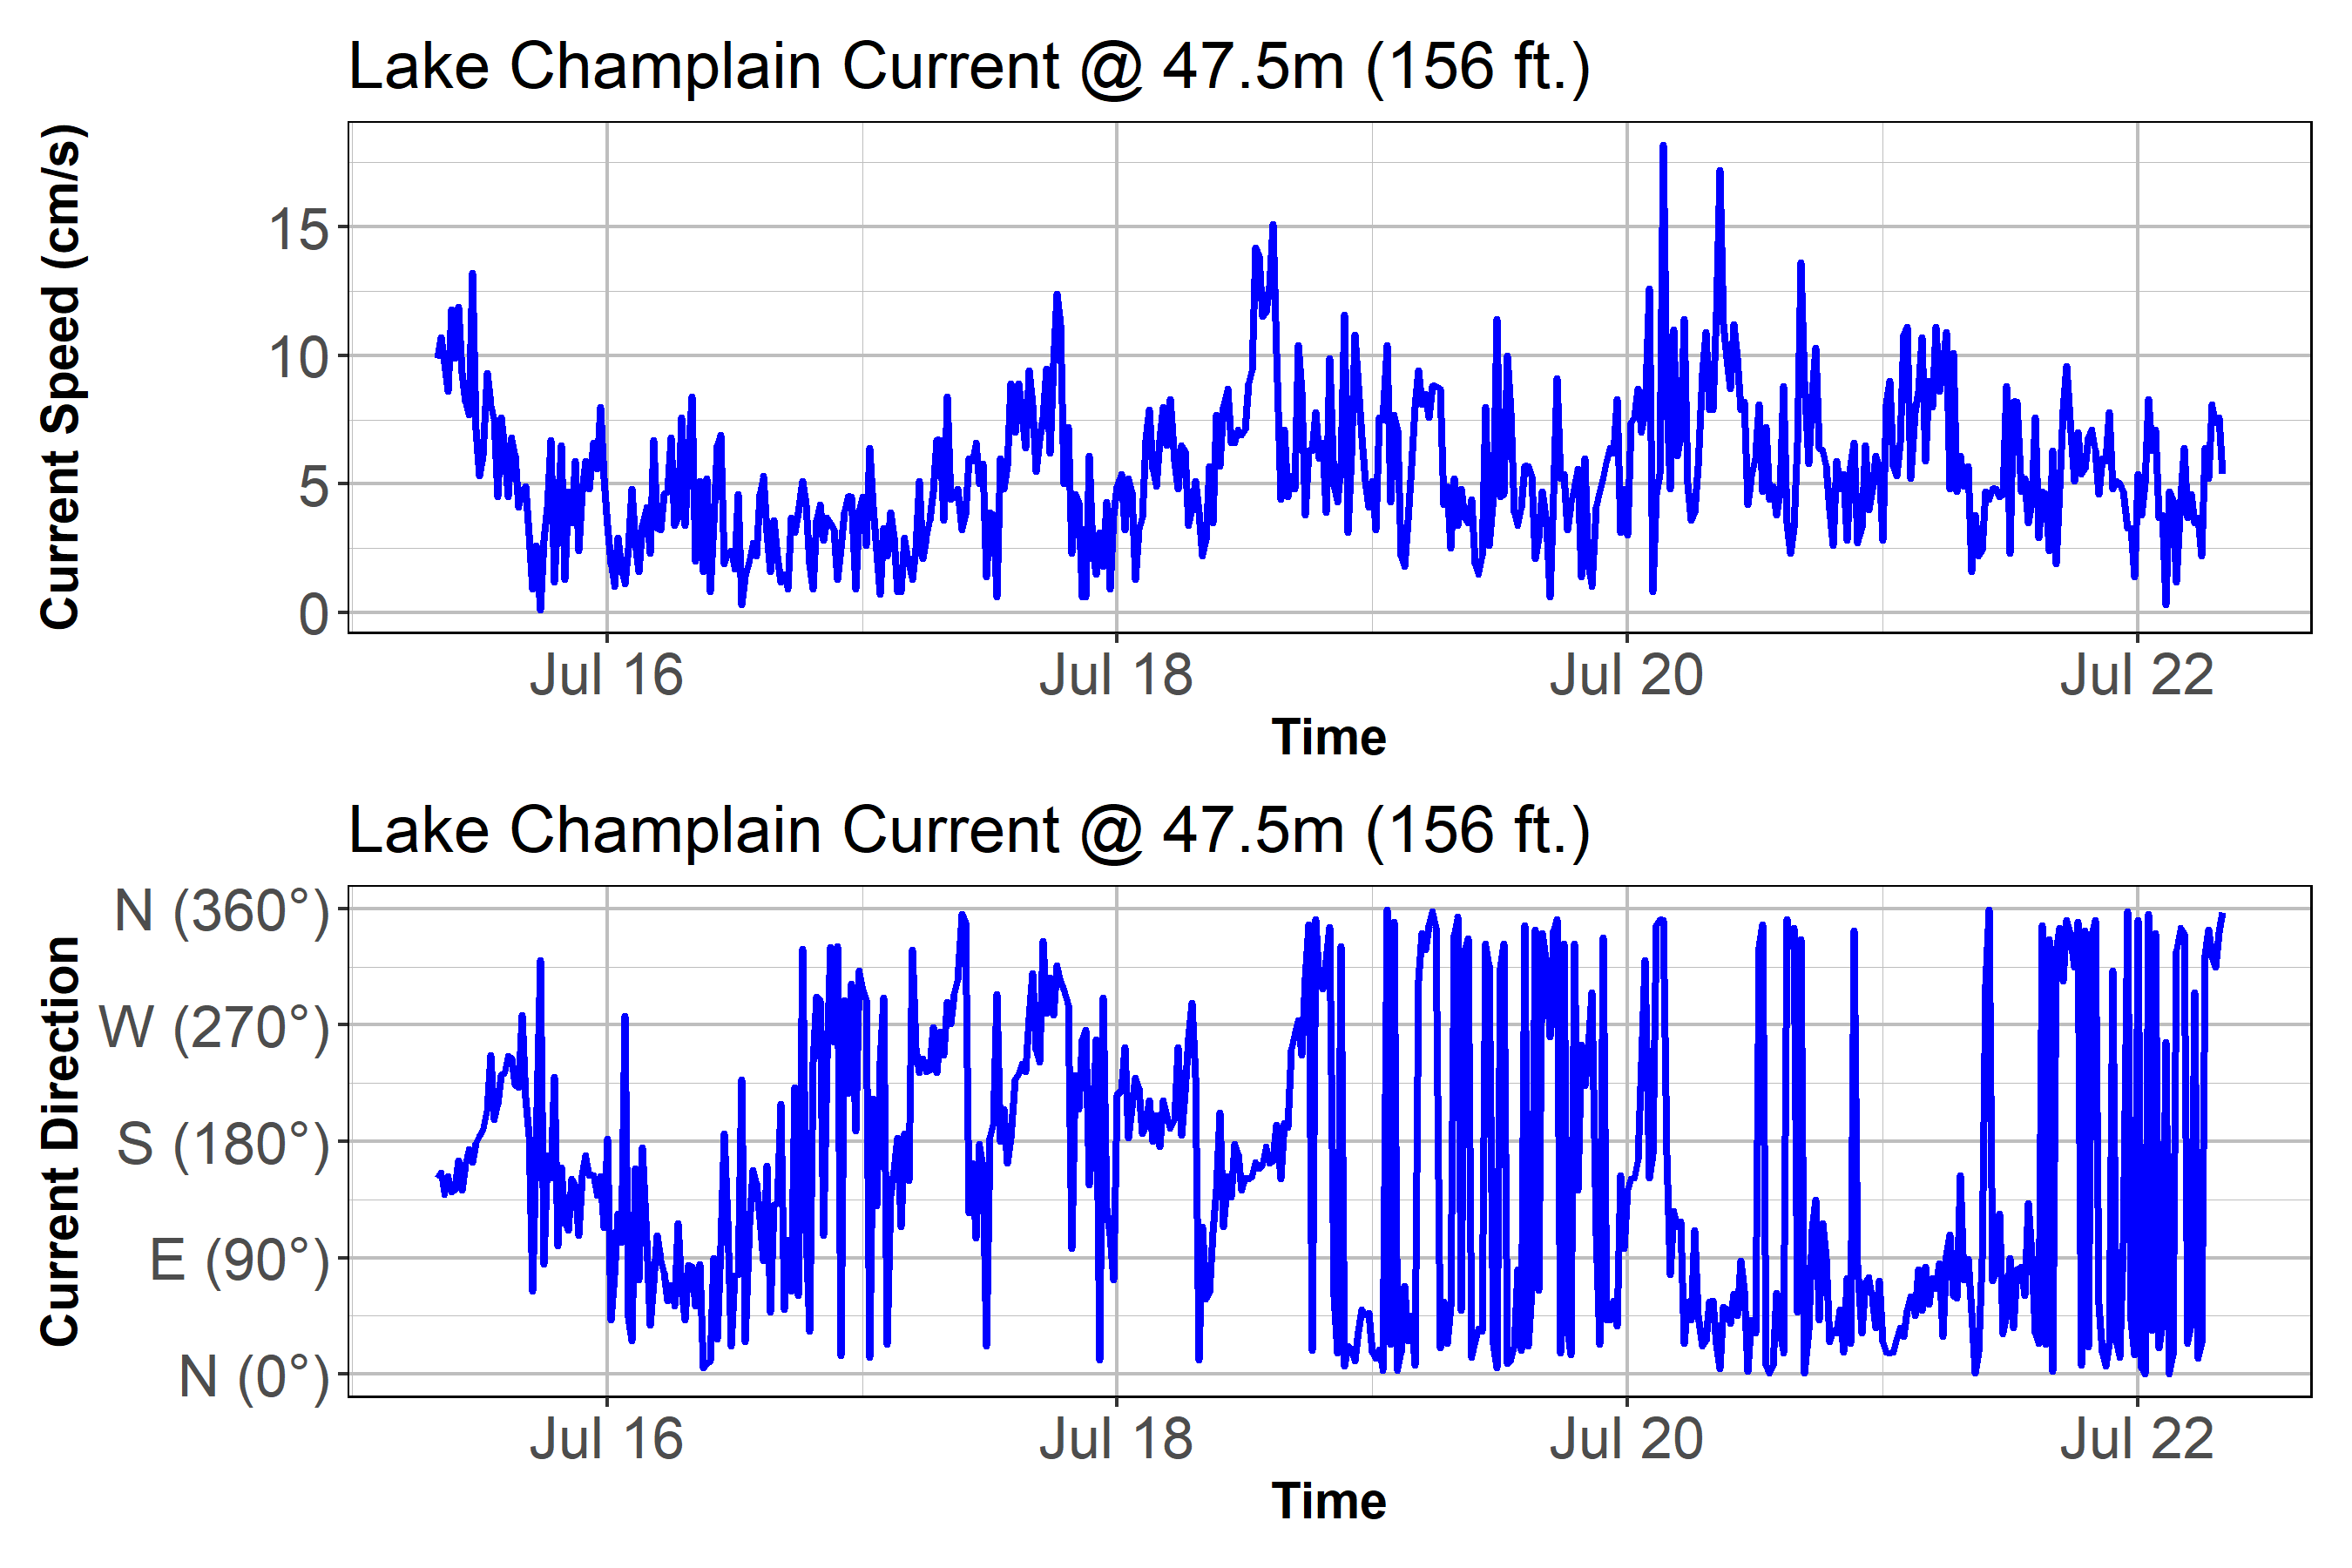 Lake Champlain Current @ 47.5m (156 ft.)
Current Speed (cm/s)
15
10
5
0
Jul 16 Jul 18 Jul 20 Jul 22
Time
Lake Champlain Current @ 47.5m (156 ft.)
Current Direction
N (360°)
W (270°)
S (180°)
E (90°)
N (0°)
Jul 16 Jul 18 Jul 20 Jul 22
Time